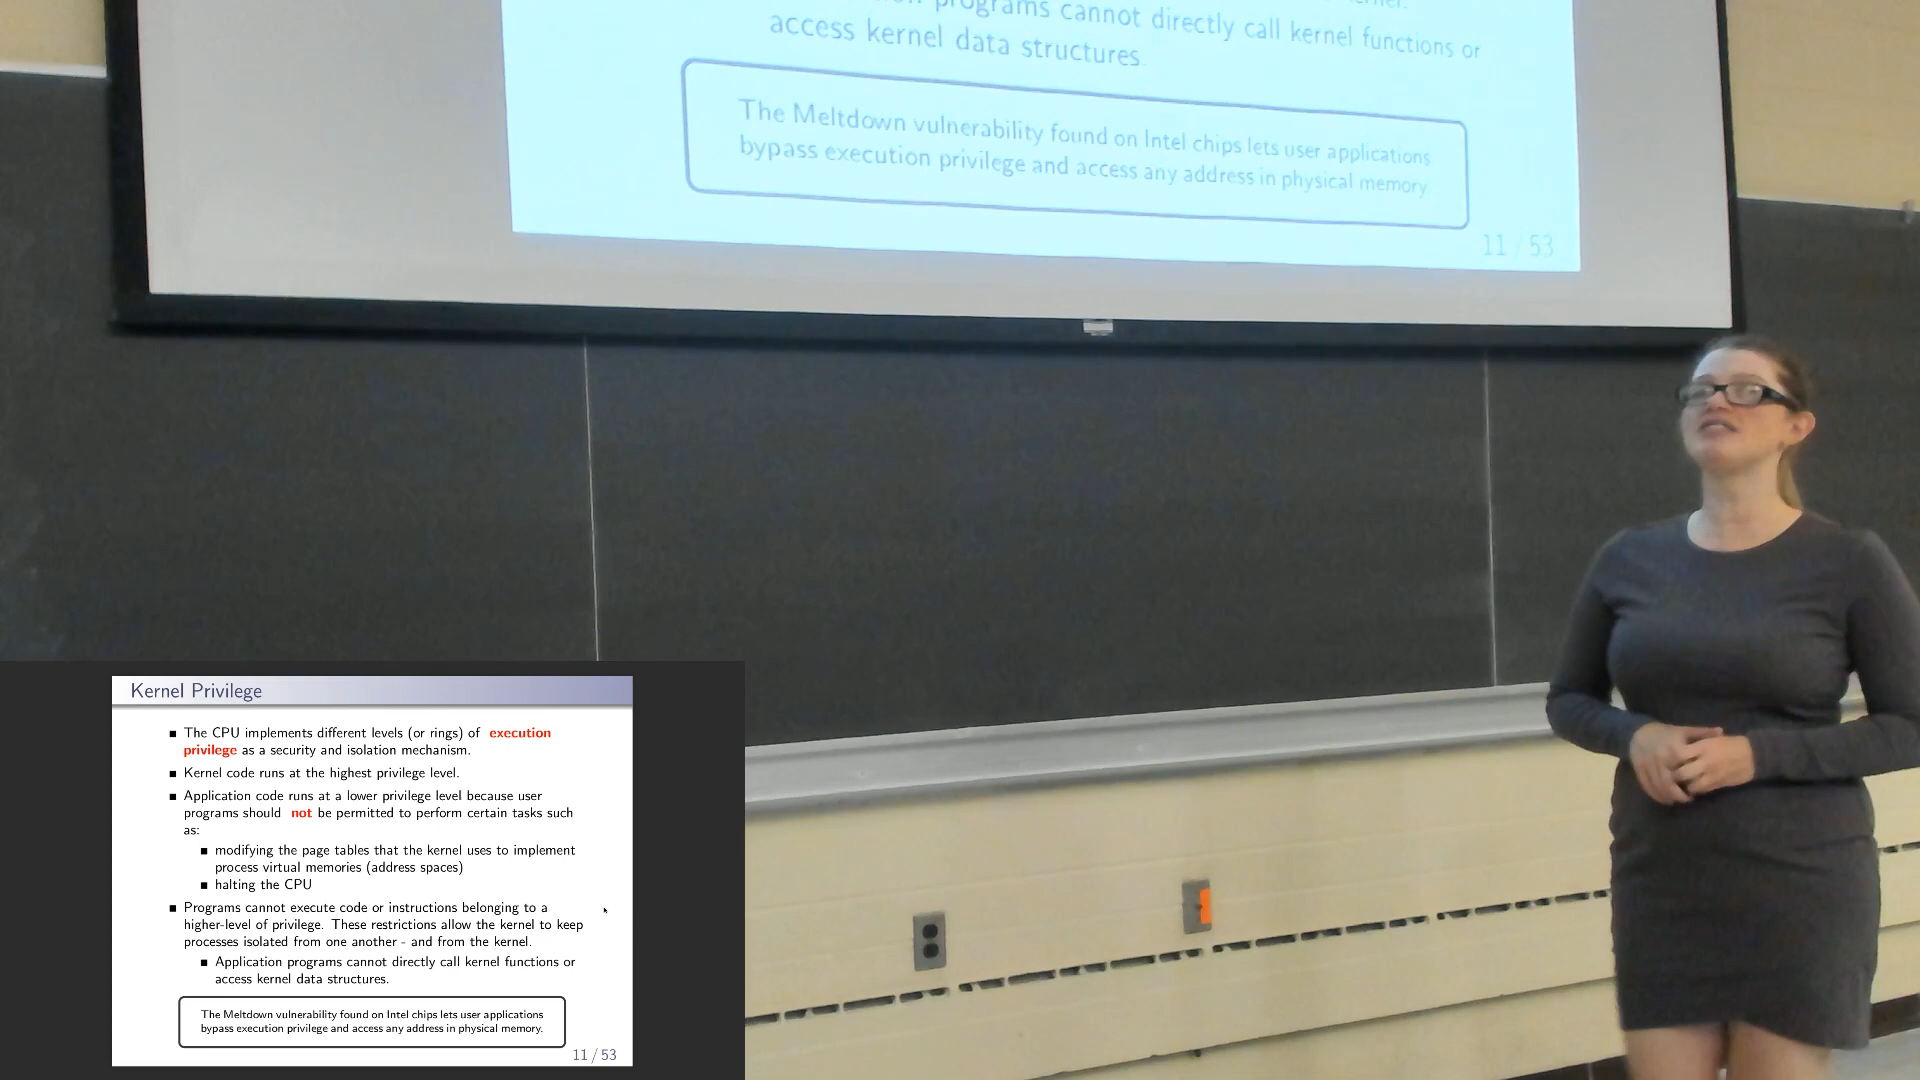 programs cannot directly call kernel functions or
access kernel data structures.
The Meltdown vulnerability found on Intel chips lets user applications
bypass execution privilege and access any address in physical memory.
11 / 53
Kernel Privilege
■ The CPU implements different levels (or rings) of execution
privilege as a security and isolation mechanism.
■ Kernel code runs at the highest privilege level.
■ Application code runs at a lower privilege level because user
programs should not be permitted to perform certain tasks such
as:
■ modifying the page tables that the kernel uses to implement
process virtual memories (address spaces)
■ halting the CPU
■ Programs cannot execute code or instructions belonging to a
higher-level of privilege. These restrictions allow the kernel to keep
processes isolated from one another - and from the kernel.
■ Application programs cannot directly call kernel functions or
access kernel data structures.
The Meltdown vulnerability found on Intel chips lets user applications
bypass execution privilege and access any address in physical memory.
11 / 53